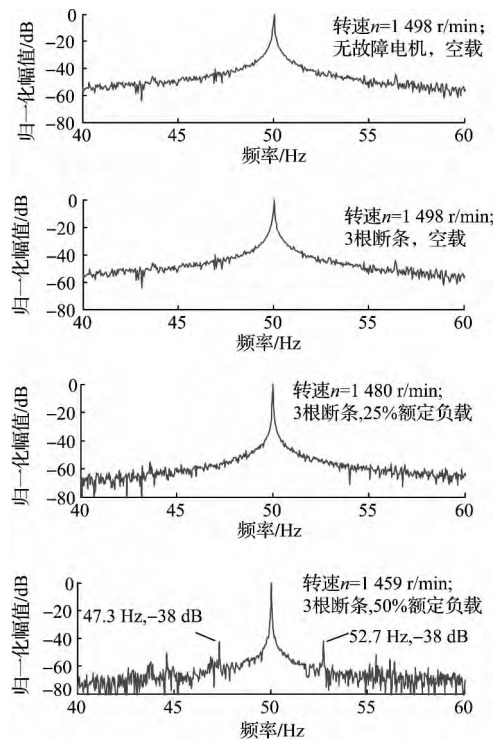 0
转速n=1 498 r/min;
无故障电机，空载
−20
−40
−60
−80
归一化幅值/dB
40 45 50 55 60
频率/Hz
0
转速n=1 498 r/min;
3根断条，空载
−20
−40
−60
−80
归一化幅值/dB
40 45 50 55 60
频率/Hz
0
转速n=1 480 r/min;
3根断条,25%额定负载
−20
−40
−60
−80
归一化幅值/dB
40 45 50 55 60
频率/Hz
0
转速n=1 459 r/min;
3根断条,50%额定负载
47.3 Hz,−38 dB
52.7 Hz,−38 dB
−20
−40
−60
−80
归一化幅值/dB
40 45 50 55 60
频率/Hz